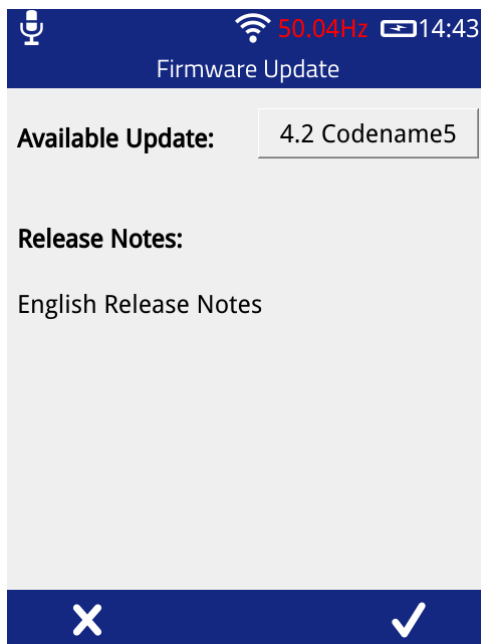 50.04Hz 14:43
Firmware Update
Available Update: 4.2 Codename5
Release Notes:
English Release Notes